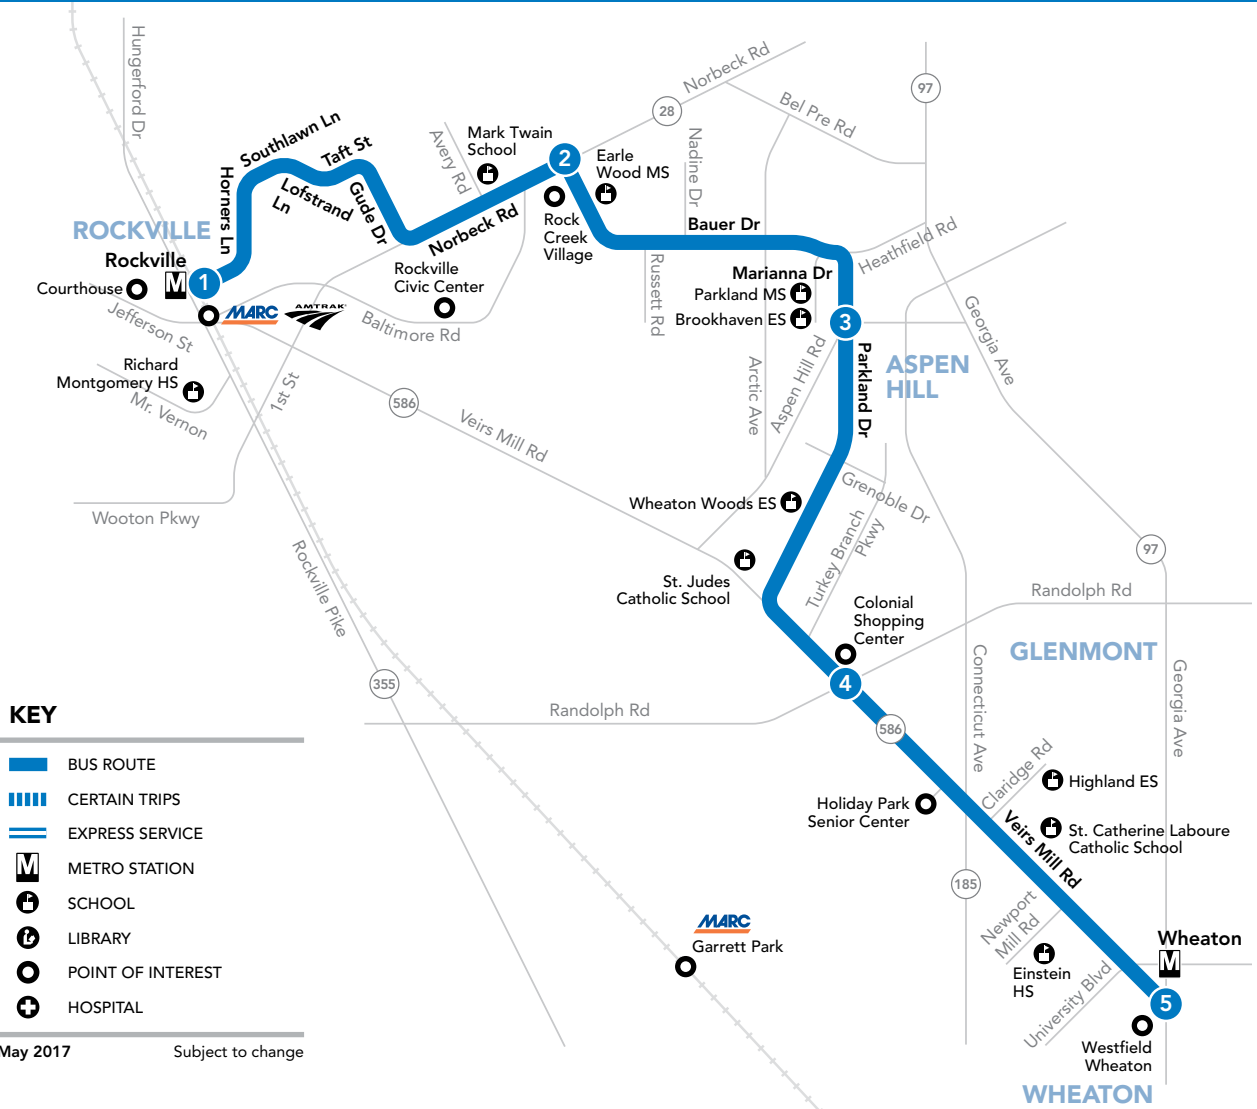 Hungerford Dr
Norbeck Rd
28
97
Bel Pre Rd
Southlawn Ln
Taft St
Lofstrand
Ln
Gude Dr
Horners Ln
Avery Rd
Mark Twain
School
2
Earle
Wood MS
Nadine Dr
Norbeck Rd
Rock
Creek
Village
Bauer Dr
Heathfield Rd
ROCKVILLE
Rockville
M
1
Courthouse
MARC
AMTRAK
Jefferson St
Rockville
Civic Center
Baltimore Rd
Russett Rd
Marianna Dr
Parkland MS
Brookhaven ES
3
Georgia Ave
Richard
Montgomery HS
Mr. Vernon
1st St
586
Veirs Mill Rd
Arctic Ave
Aspen Hill Rd
Parkland Dr
ASPEN
HILL
Wooton Pkwy
Wheaton Woods ES
Grenoble Dr
Turkey Branch
Pkwy
97
Rockville Pike
St. Judes
Catholic School
Colonial
Shopping
Center
Randolph Rd
GLENMONT
355
Randolph Rd
4
586
Connecticut Ave
Georgia Ave
Claridge Rd
Highland ES
Holiday Park
Senior Center
Veirs Mill Rd
St. Catherine Laboure
Catholic School
185
Newport
Mill Rd
MARC
Garrett Park
Einstein
HS
University Blvd
Wheaton
M
5
Westfield
Wheaton
WHEATON
KEY
BUS ROUTE
CERTAIN TRIPS
EXPRESS SERVICE
M METRO STATION
SCHOOL
LIBRARY
POINT OF INTEREST
HOSPITAL
May 2017 Subject to change